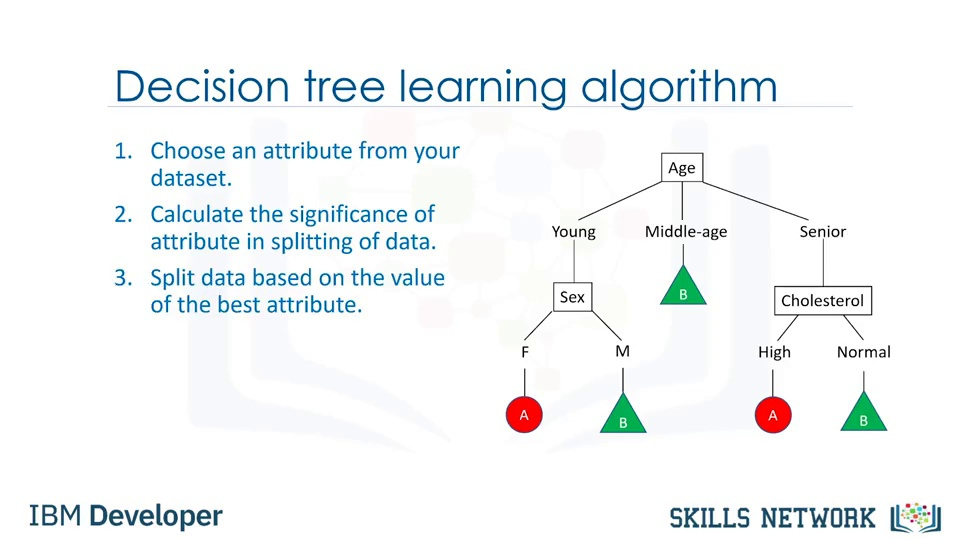 Decision tree learning algorithm
1. Choose an attribute from your
dataset.
2. Calculate the significance of
attribute in splitting of data.
3. Split data based on the value
of the best attribute.
Age
Young Middle-age Senior
B
Sex Cholesterol
F M High Normal
A B A B
IBM Developer
SKILLS NETWORK